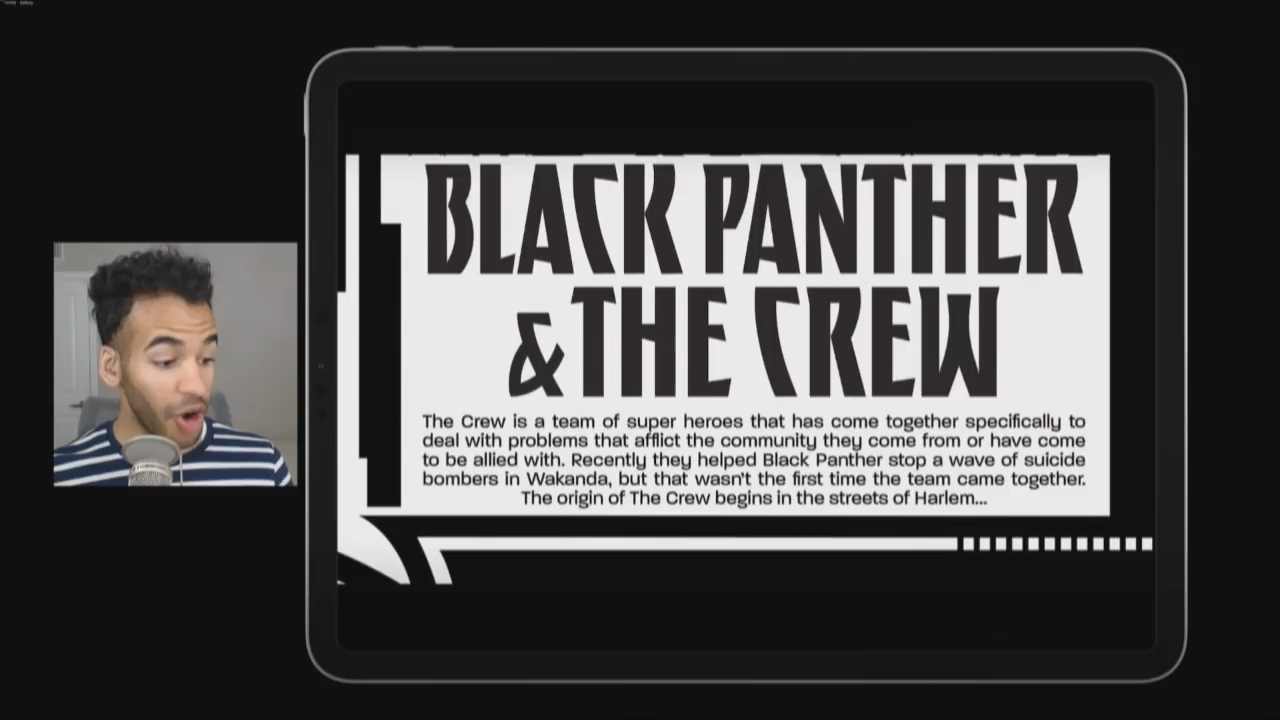 BLACK PANTHER
& THE CREW
The Crew is a team of super heroes that has come together specifically to
deal with problems that afflict the community they come from or have come
to be allied with. Recently they helped Black Panther stop a wave of suicide
bombers in Wakanda, but that wasn't the first time the team came together.
The origin of The Crew begins in the streets of Harlem...